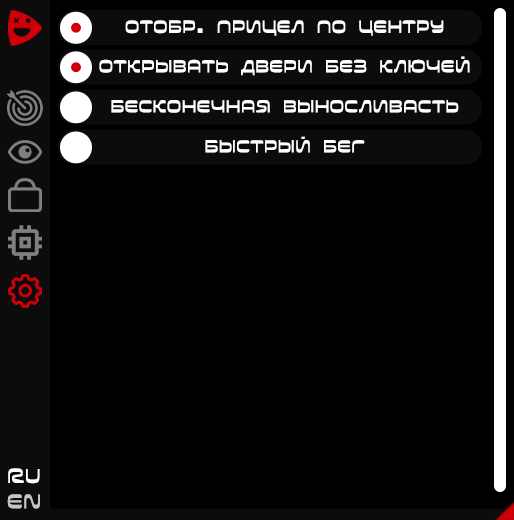 ОТОБР. ПРИЦЕЛ ПО ЦЕНТРУ
ОТКРЫВАТЬ ДВЕРИ БЕЗ КЛЮЧЕЙ
БЕСКОНЕЧНАЯ ВЫНОСЛИВАСТЬ
БЫСТРЫЙ БЕГ
RU
EN